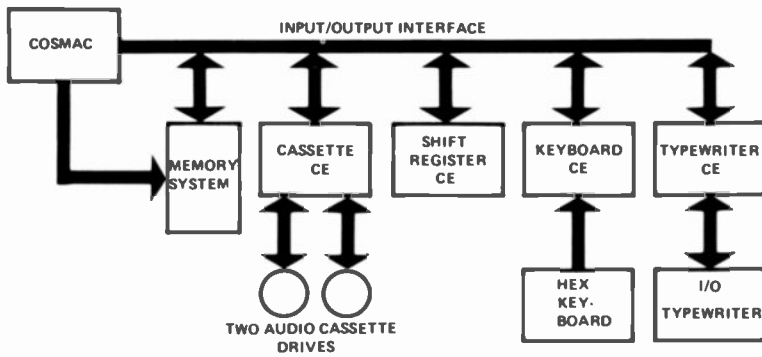 INPUT/OUTPUT INTERFACE
COSMAC
MEMORY
SYSTEM
CASSETTE
CE
SHIFT
REGISTER
CE
KEYBOARD
CE
TYPEWRITER
CE
TWO AUDIO CASSETTE
DRIVES
HEX
KEY-
BOARD
I/O
TYPEWRITER